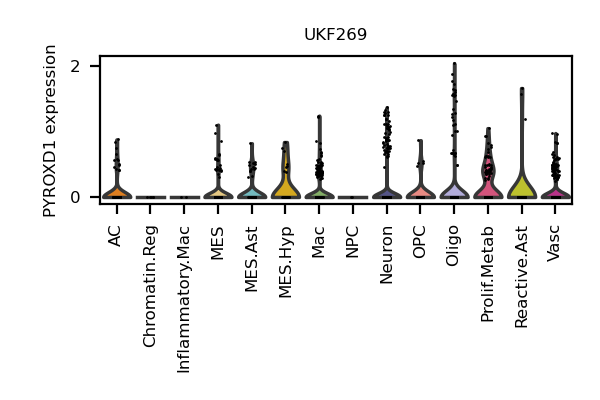 UKF269
PYROXD1 expression
2
0
AC
Chromatin.Reg
Inflammatory.Mac
MES
MES.Ast
MES.Hyp
Mac
NPC
Neuron
OPC
Oligo
Prolif.Metab
Reactive.Ast
Vasc